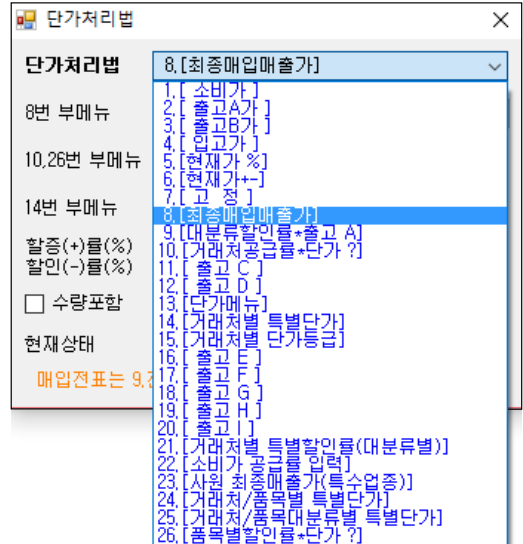 단가처리법
단가처리법 8.[최종매입매출가]
8번 부메뉴
10,26번 부메뉴
14번 부메뉴
할증(+)률(%)
할인(-)률(%)
수량포함
현재상태
매입전표는 9,
1.[ 소비가 ]
2.[ 출고A가 ]
3.[ 출고B가 ]
4.[ 입고가 ]
5.[현재가 %]
6.[현재가+-]
7.[ 고 정 ]
8.[최종매입매출가]
9.[대분류할인률*출고 A]
10.[거래처공급률*단가 ?]
11.[ 출고 C ]
12.[ 출고 D ]
13.[단가메뉴]
14.[거래처별 특별단가]
15.[거래처별 단가등급]
16.[ 출고 E ]
17.[ 출고 F ]
18.[ 출고 G ]
19.[ 출고 H ]
20.[ 출고 I ]
21.[거래처별 특별할인률(대분류별)]
22.[소비가 공급률 입력]
23.[사원 최종매출가(특수업종)]
24.[거래처/품목별 특별단가]
25.[거래처/품목대분류별 특별단가]
26.[품목별할인률*단가 ?]